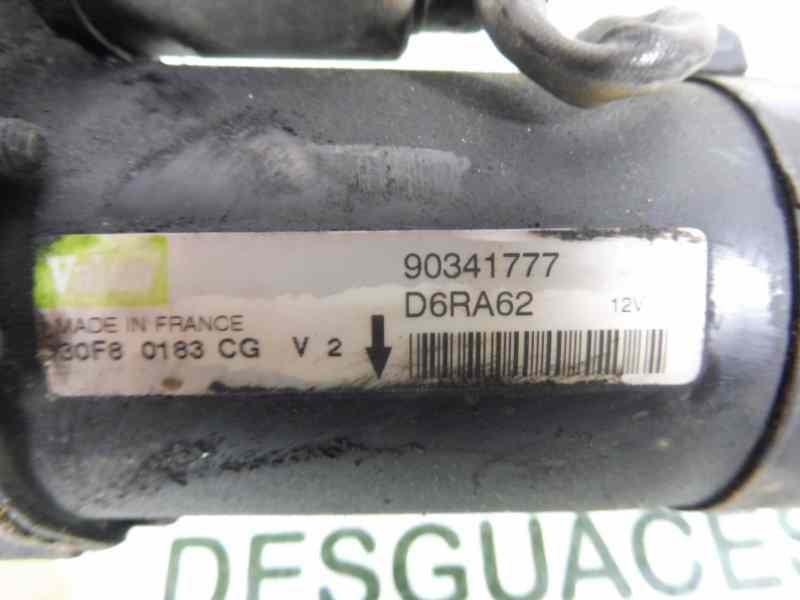 Valeo
90341777
D6RA62 12V
MADE IN FRANCE
30F8 0183 CG V 2
DESGUACES